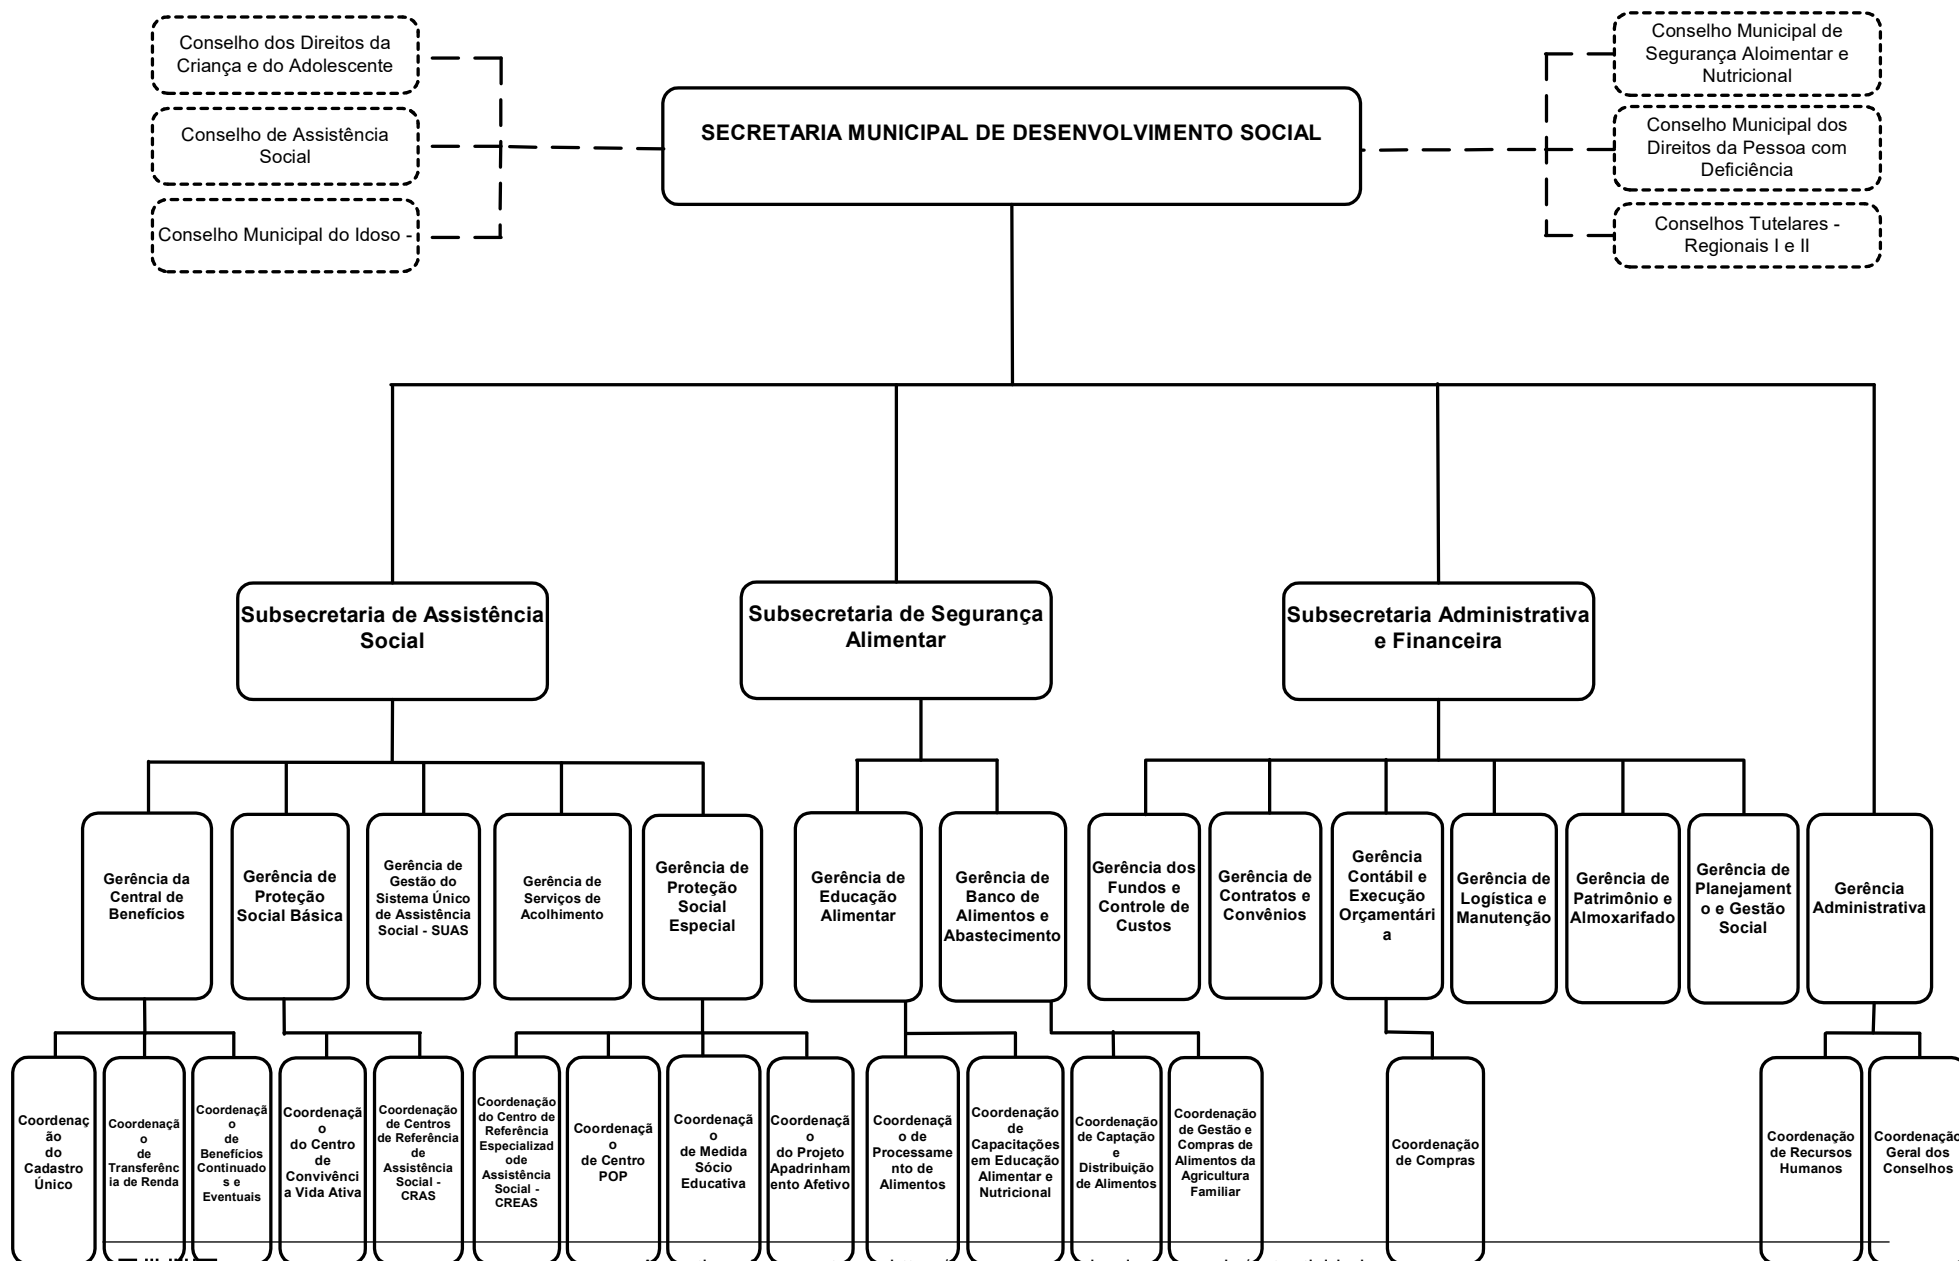 Conselho dos Direitos da
Criança e do Adolescente
Conselho de Assistência
Social
Conselho Municipal do Idoso -
Conselho Municipal de
Segurança Aloimentar e
Nutricional
Conselho Municipal dos
Direitos da Pessoa com
Deficiência
Conselhos Tutelares -
Regionais I e II
SECRETARIA MUNICIPAL DE DESENVOLVIMENTO SOCIAL
Subsecretaria de Assistência
Social
Subsecretaria de Segurança
Alimentar
Subsecretaria Administrativa
e Financeira
Gerência da
Central de
Benefícios
Gerência de
Proteção
Social Básica
Gerência de
Gestão do
Sistema Único
de Assistência
Social - SUAS
Gerência de
Serviços de
Acolhimento
Gerência de
Proteção
Social
Especial
Gerência de
Educação
Alimentar
Gerência de
Banco de
Alimentos e
Abastecimento
Gerência dos
Fundos e
Controle de
Custos
Gerência de
Contratos e
Convênios
Gerência
Contábil e
Execução
Orçamentári
a
Gerência de
Logística e
Manutenção
Gerência de
Patrimônio e
Almoxarifado
Gerência de
Planejament
o e Gestão
Social
Gerência
Administrativa
Coordenaç
ão
do
Cadastro
Único
Coordenaçã
o
de
Transferênc
ia de Renda
Coordenaçã
o
de
Benefícios
Continuado
s e
Eventuais
Coordenaçã
o
do Centro
de
Convivênci
a Vida Ativa
Coordenação
de Centros
de Referência
de
Assistência
Social -
CRAS
Coordenação
do Centro de
Referência
Especializad
ode
Assistência
Social -
CREAS
Coordenaçã
o
de Centro
POP
Coordenaçã
o
de Medida
Sócio
Educativa
Coordenaçã
o
do Projeto
Apadrinham
ento Afetivo
Coordenaçã
o de
Processame
nto de
Alimentos
Coordenação
de
Capacitações
em Educação
Alimentar e
Nutricional
Coordenação
de Captação
e
Distribuição
de Alimentos
Coordenação
de Gestão e
Compras de
Alimentos da
Agricultura
Familiar
Coordenação
de Compras
Coordenação
de Recursos
Humanos
Coordenação
Geral dos
Conselhos